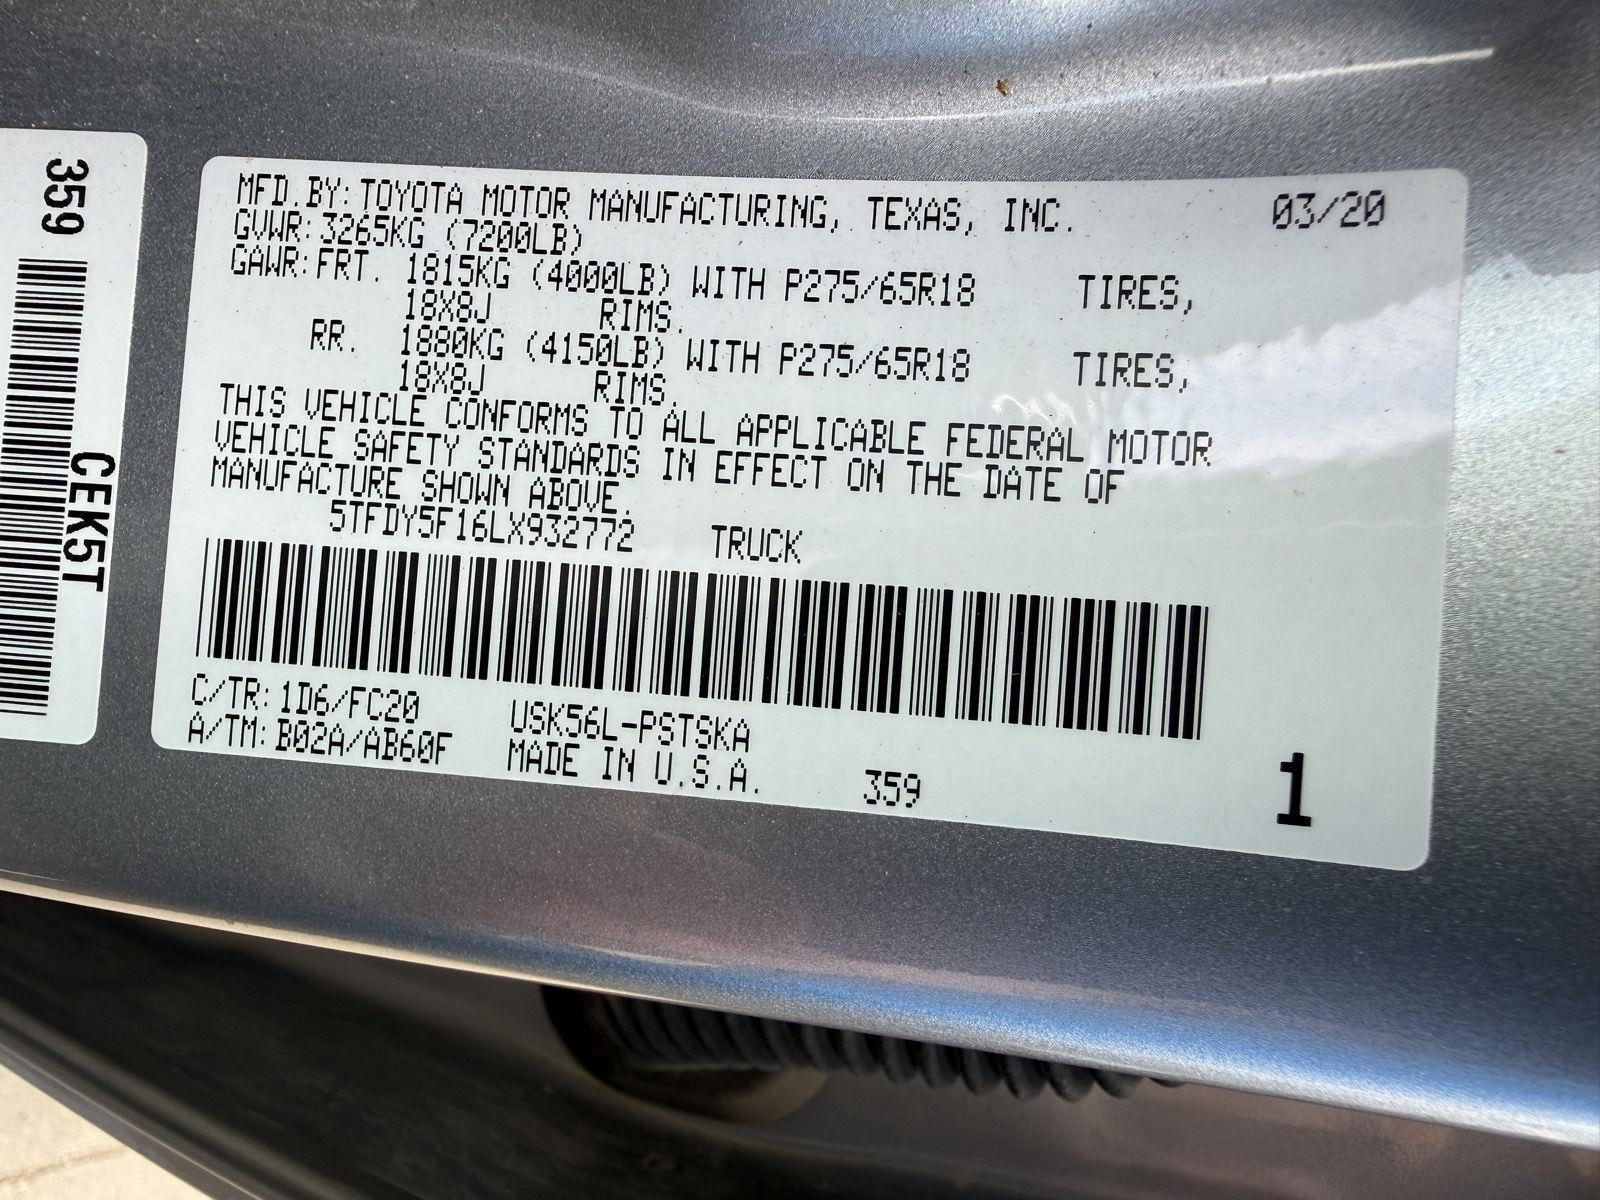 359
CEK5T
MFD.BY:TOYOTA MOTOR MANUFACTURING, TEXAS, INC. 03/20
GVWR:3265KG (7200LB)
GAWR:FRT. 1815KG (4000LB) WITH P275/65R18 TIRES,
18X8J RIMS.
RR. 1880KG (4150LB) WITH P275/65R18 TIRES,
18X8J RIMS.
THIS VEHICLE CONFORMS TO ALL APPLICABLE FEDERAL MOTOR
VEHICLE SAFETY STANDARDS IN EFFECT ON THE DATE OF
MANUFACTURE SHOWN ABOVE.
5TFDY5F16LX932772 TRUCK
C/TR:1D6/FC20 USK56L-PSTSKA
A/TM:B02A/AB60F MADE IN U.S.A. 359
1